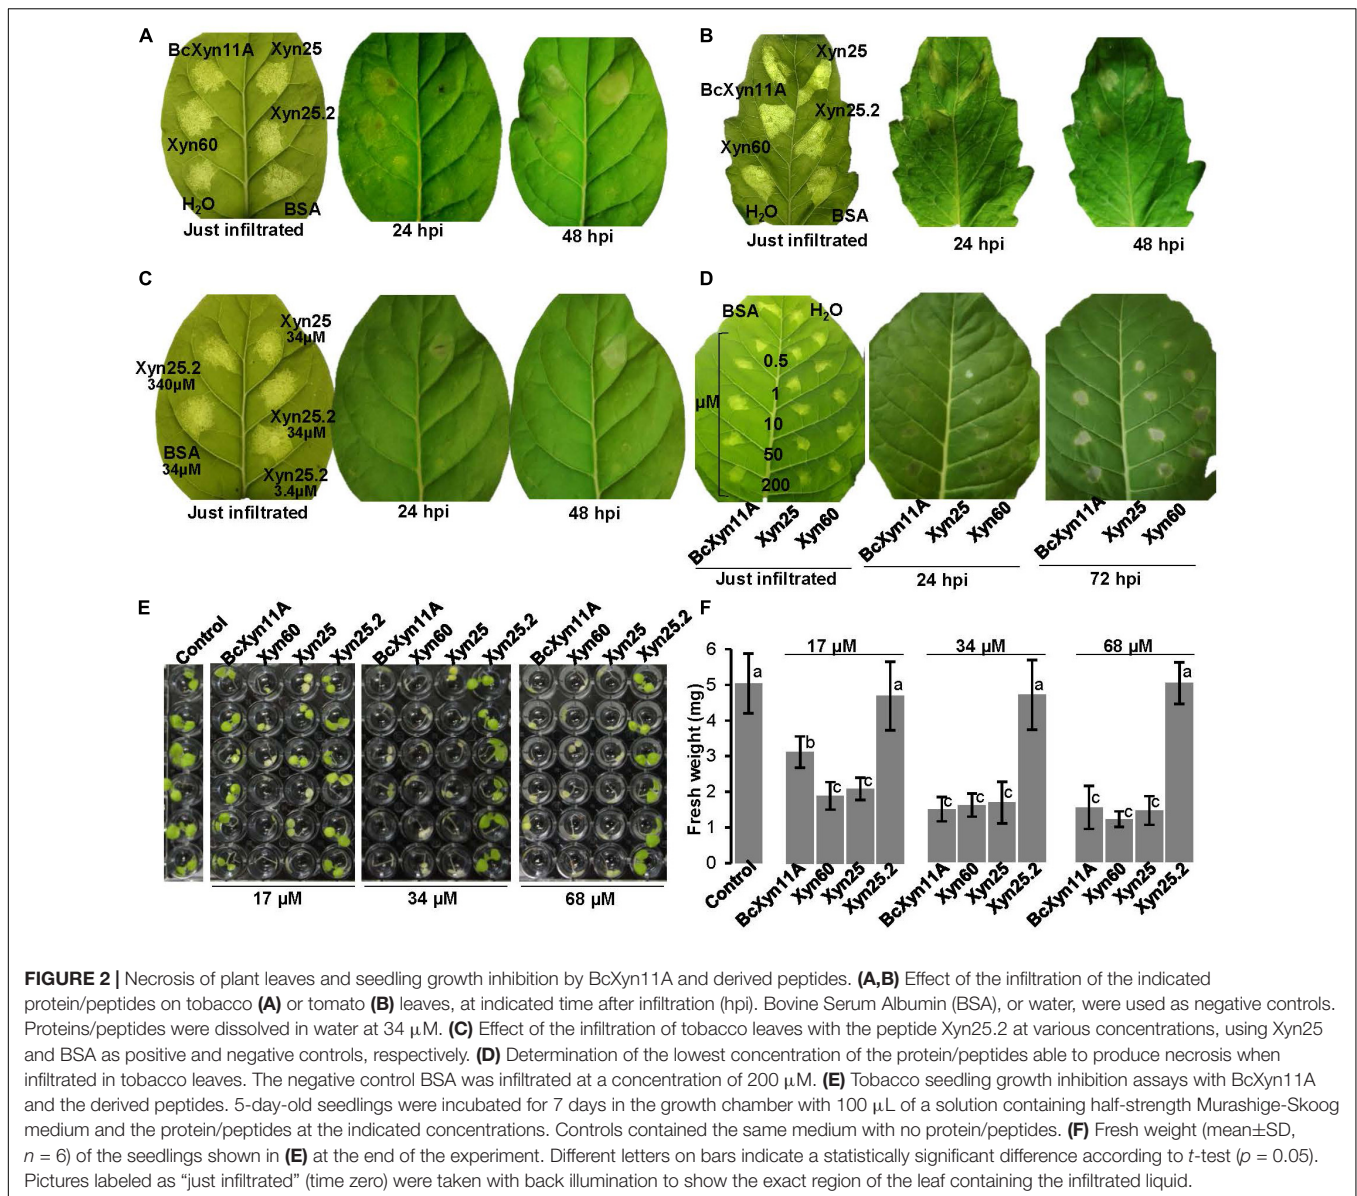 A
BcXyn11A
Xyn25
Xyn25.2
Xyn60
H2O
BSA
Just infiltrated
24 hpi
48 hpi
B
Xyn25
BcXyn11A
Xyn25.2
Xyn60
H2O
BSA
Just infiltrated
24 hpi
48 hpi
C
Xyn25
34µM
Xyn25.2
340µM
Xyn25.2
34µM
BSA
34µM
Xyn25.2
3.4µM
Just infiltrated
24 hpi
48 hpi
D
BSA
H2O
0.5
µM
1
10
50
200
BcXyn11A
Xyn25
Xyn60
BcXyn11A
Xyn25
Xyn60
BcXyn11A
Xyn25
Xyn60
Just infiltrated
24 hpi
72 hpi
E
Control
BcXyn11A
Xyn60
Xyn25
Xyn25.2
BcXyn11A
Xyn60
Xyn25
Xyn25.2
BcXyn11A
Xyn60
Xyn25
Xyn25.2
17 µM
34 µM
68 µM
F
17 µM
34 µM
68 µM
Fresh weight (mg)
6
5
4
3
2
1
0
a
b
c
c
a
c
c
c
a
c
c
c
a
Control
BcXyn11A
Xyn60
Xyn25
Xyn25.2
BcXyn11A
Xyn60
Xyn25
Xyn25.2
BcXyn11A
Xyn60
Xyn25
Xyn25.2
FIGURE 2 | Necrosis of plant leaves and seedling growth inhibition by BcXyn11A and derived peptides. (A,B) Effect of the infiltration of the indicated
protein/peptides on tobacco (A) or tomato (B) leaves, at indicated time after infiltration (hpi). Bovine Serum Albumin (BSA), or water, were used as negative controls.
Proteins/peptides were dissolved in water at 34 µM. (C) Effect of the infiltration of tobacco leaves with the peptide Xyn25.2 at various concentrations, using Xyn25
and BSA as positive and negative controls, respectively. (D) Determination of the lowest concentration of the protein/peptides able to produce necrosis when
infiltrated in tobacco leaves. The negative control BSA was infiltrated at a concentration of 200 µM. (E) Tobacco seedling growth inhibition assays with BcXyn11A
and the derived peptides. 5-day-old seedlings were incubated for 7 days in the growth chamber with 100 µL of a solution containing half-strength Murashige-Skoog
medium and the protein/peptides at the indicated concentrations. Controls contained the same medium with no protein/peptides. (F) Fresh weight (mean±SD,
n = 6) of the seedlings shown in (E) at the end of the experiment. Different letters on bars indicate a statistically significant difference according to t-test (p = 0.05).
Pictures labeled as “just infiltrated” (time zero) were taken with back illumination to show the exact region of the leaf containing the infiltrated liquid.